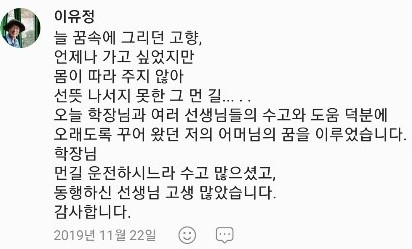 이유정
늘 꿈속에 그리던 고향,
언제나 가고 싶었지만
몸이 따라 주지 않아
선뜻 나서지 못한 그 먼 길... . .
오늘 학장님과 여러 선생님들의 수고와 도움 덕분에
오래도록 꾸어 왔던 저의 어머님의 꿈을 이루었습니다.
학장님
먼길 운전하시느라 수고 많으셨고,
동행하신 선생님 고생 많았습니다.
감사합니다.
2019년 11월 22일